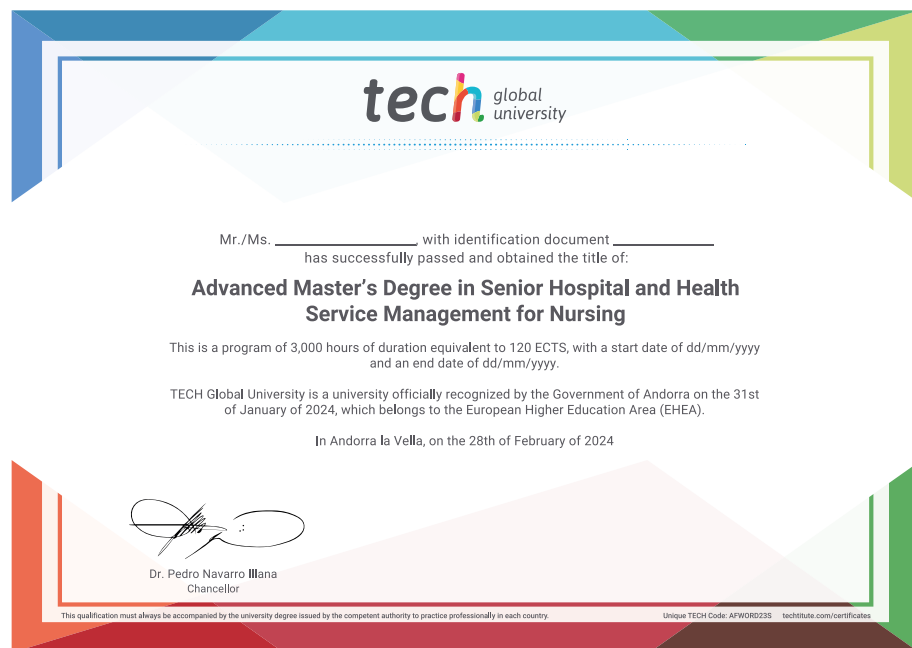 tech global
university
Mr./Ms. ____________, with identification document ____________
has successfully passed and obtained the title of:
Advanced Master's Degree in Senior Hospital and Health
Service Management for Nursing
This is a program of 3,000 hours of duration equivalent to 120 ECTS, with a start date of dd/mm/yyyy
and an end date of dd/mm/yyyy.
TECH Global University is a university officially recognized by the Government of Andorra on the 31st
of January of 2024, which belongs to the European Higher Education Area (EHEA).
In Andorra la Vella, on the 28th of February of 2024
Dr. Pedro Navarro Illana
Chancellor
This qualification must always be accompanied by the university degree issued by the competent authority to practice professionally in each country.
Unique TECH Code: AFWORD23S techtitute.com/certificates